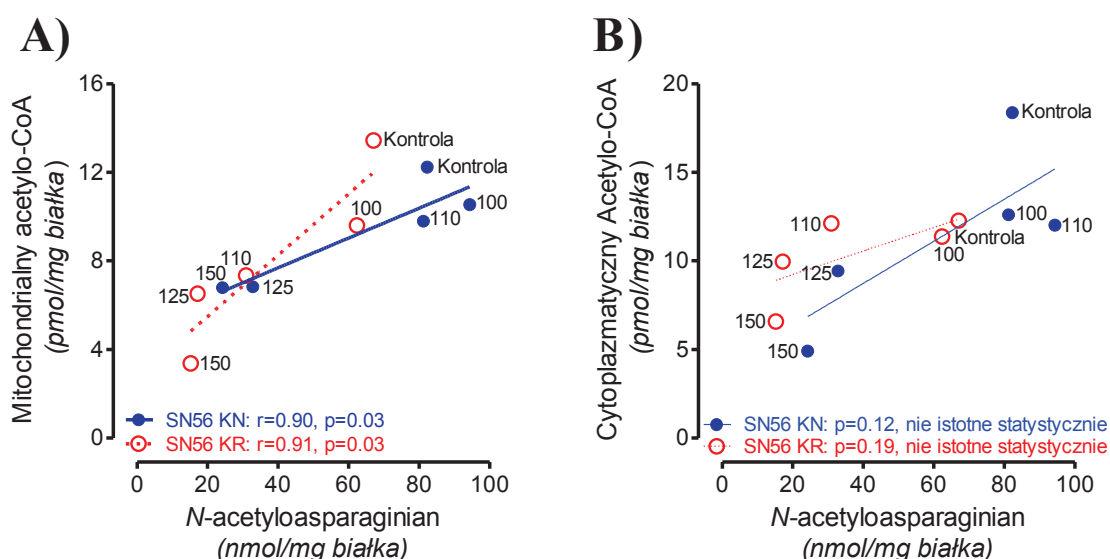 A)
Mitochondrialny acetylo-CoA
(pmol/mg białka)
16
12
8
4
0
Kontrola
Kontrola
100
100
110
110
150
125
125
150
SN56 KN: r=0.90, p=0.03
SN56 KR: r=0.91, p=0.03
0 20 40 60 80 100
N-acetyloasparaginian
(nmol/mg białka)
B)
Cytoplazmatyczny Acetylo-CoA
(pmol/mg białka)
20
15
10
5
0
Kontrola
110
100
110
Kontrola
100
125
125
150
150
SN56 KN: p=0.12, nie istotne statystycznie
SN56 KR: p=0.19, nie istotne statystycznie
0 20 40 60 80 100
N-acetyloasparaginian
(nmol/mg białka)